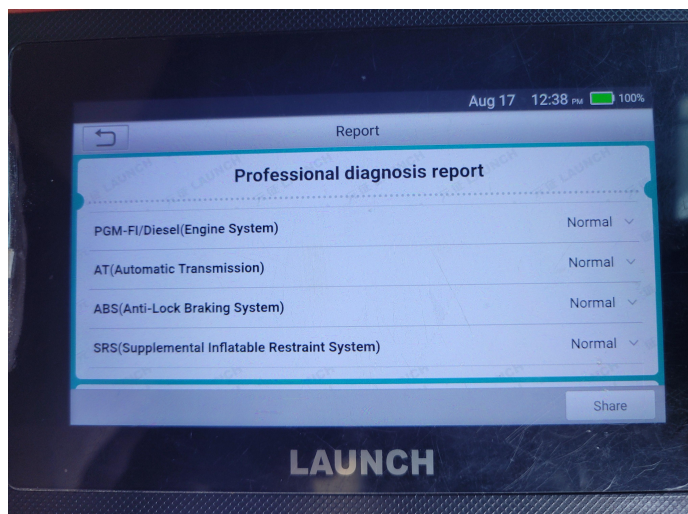 Aug 17 12:38 PM 100%
Report
Professional diagnosis report
PGM-FI/Diesel(Engine System) Normal
AT(Automatic Transmission) Normal
ABS(Anti-Lock Braking System) Normal
SRS(Supplemental Inflatable Restraint System) Normal
Share
LAUNCH